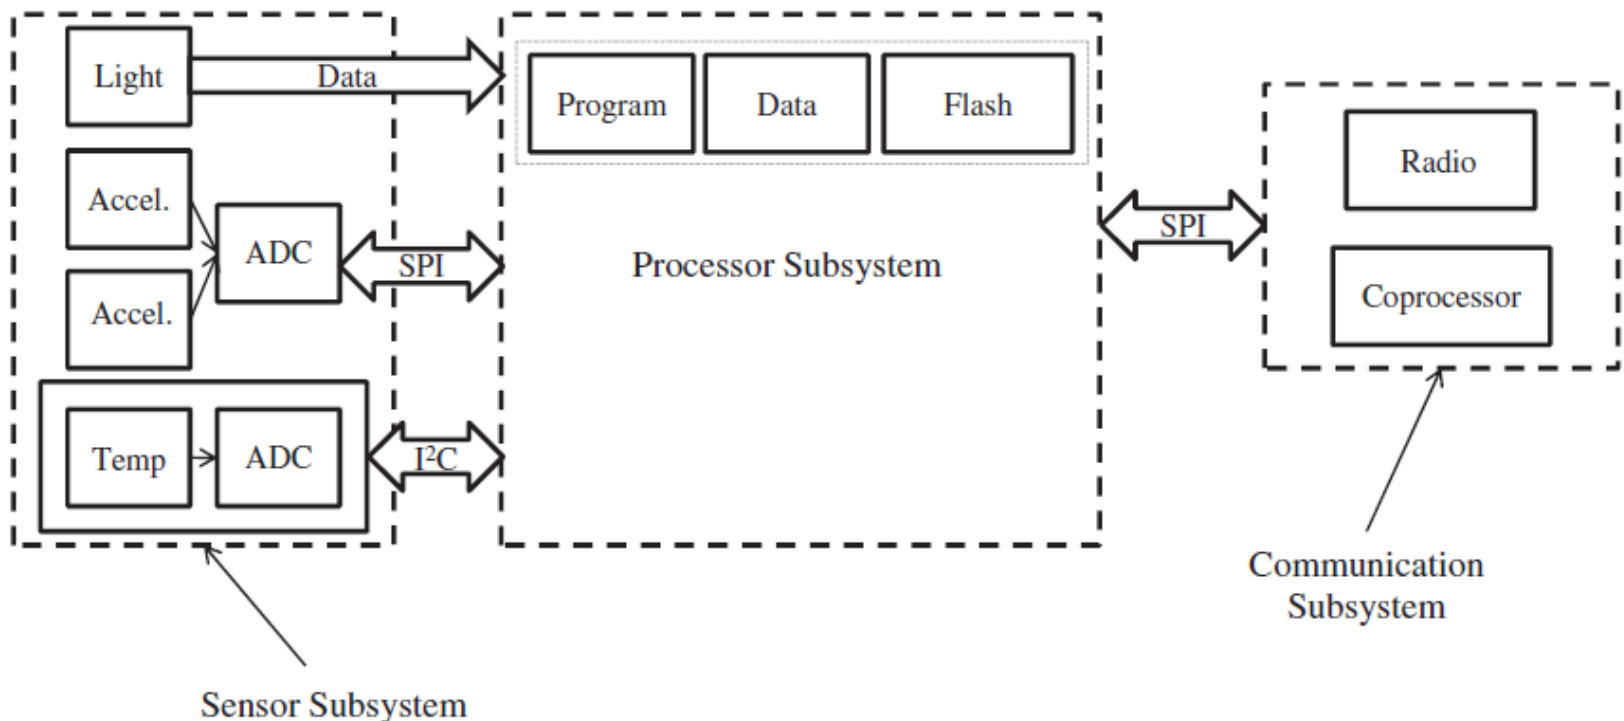 Light
Data
Program
Data
Flash
Radio
Accel.
ADC
SPI
Processor Subsystem
SPI
Coprocessor
Accel.
Temp
ADC
I²C
Communication
Subsystem
Sensor Subsystem